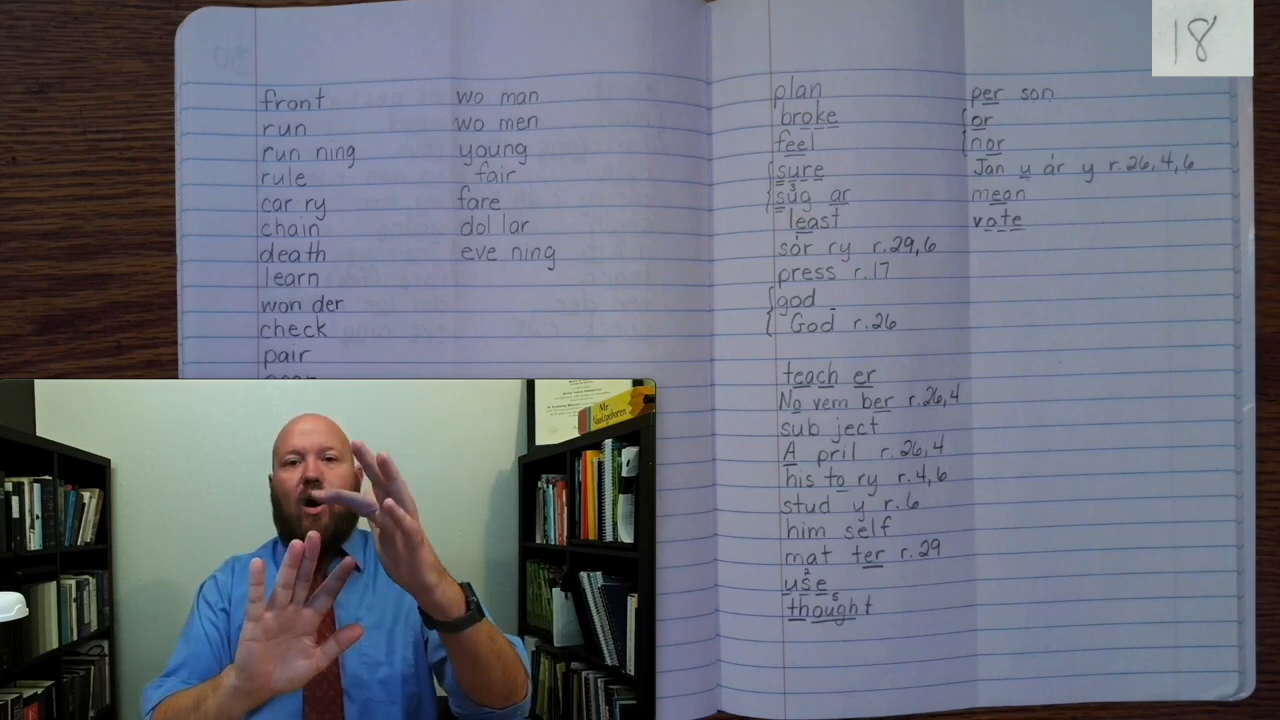 18
front
run
run ning
rule
car ry
chain
death
learn
won der
check
pair
wo man
wo men
young
fair
fare
dol lar
eve ning
plan
broke
feel
sure
3
sug ar
least
sor ry r.29,6
press r.17
god
God r.26
teach er
No vem ber r.26,4
sub ject
A pril r.26,4
his to ry r.4,6
stud y r.6
him self
mat ter r.29
2
use
5
thought
per son
or
nor
Jan u ar y r.26,4,6
mean
vote
Mr